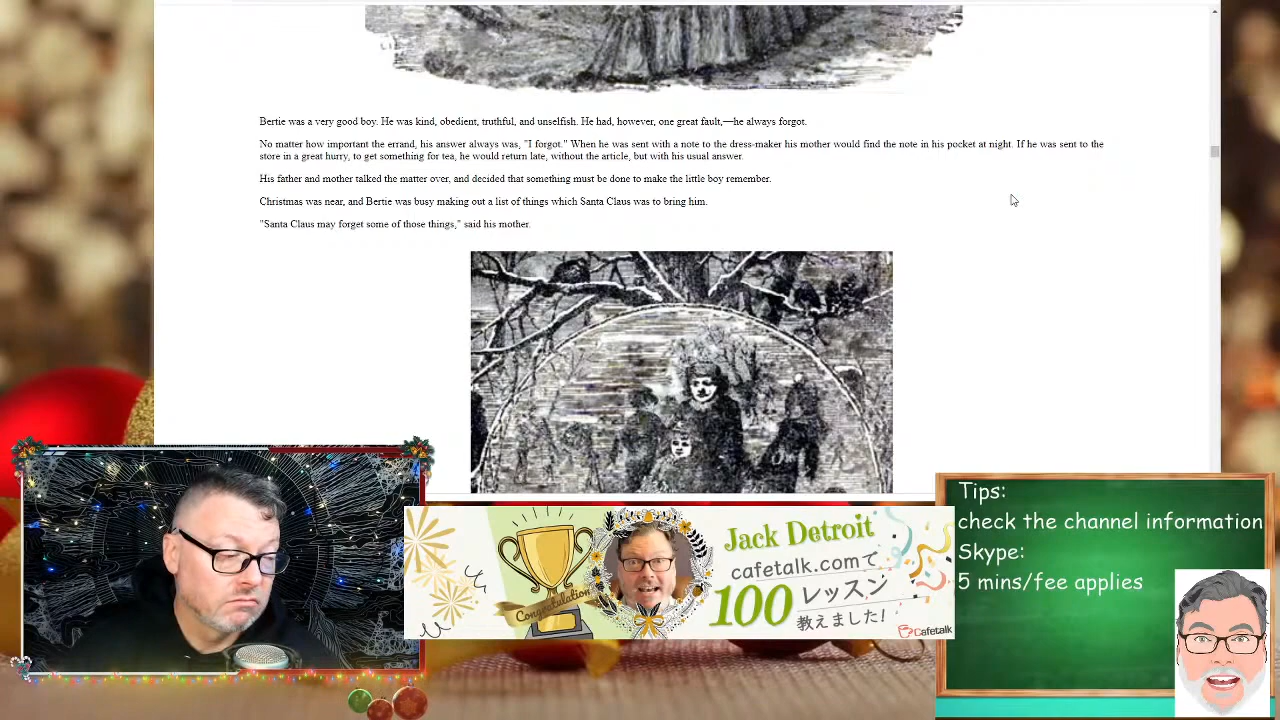 Bertie was a very good boy. He was kind, obedient, truthful, and unselfish. He had, however, one great fault,—he always forgot.
No matter how important the errand, his answer always was, "I forgot." When he was sent with a note to the dress-maker his mother would find the note in his pocket at night. If he was sent to the
store in a great hurry, to get something for tea, he would return late, without the article, but with his usual answer.
His father and mother talked the matter over, and decided that something must be done to make the little boy remember.
Christmas was near, and Bertie was busy making out a list of things which Santa Claus was to bring him.
"Santa Claus may forget some of those things," said his mother.
Congratulation
Jack Detroit
cafetalk.comで
100 レッスン
教えました!
Cafetalk
Tips:
check the channel information
Skype:
5 mins/fee applies